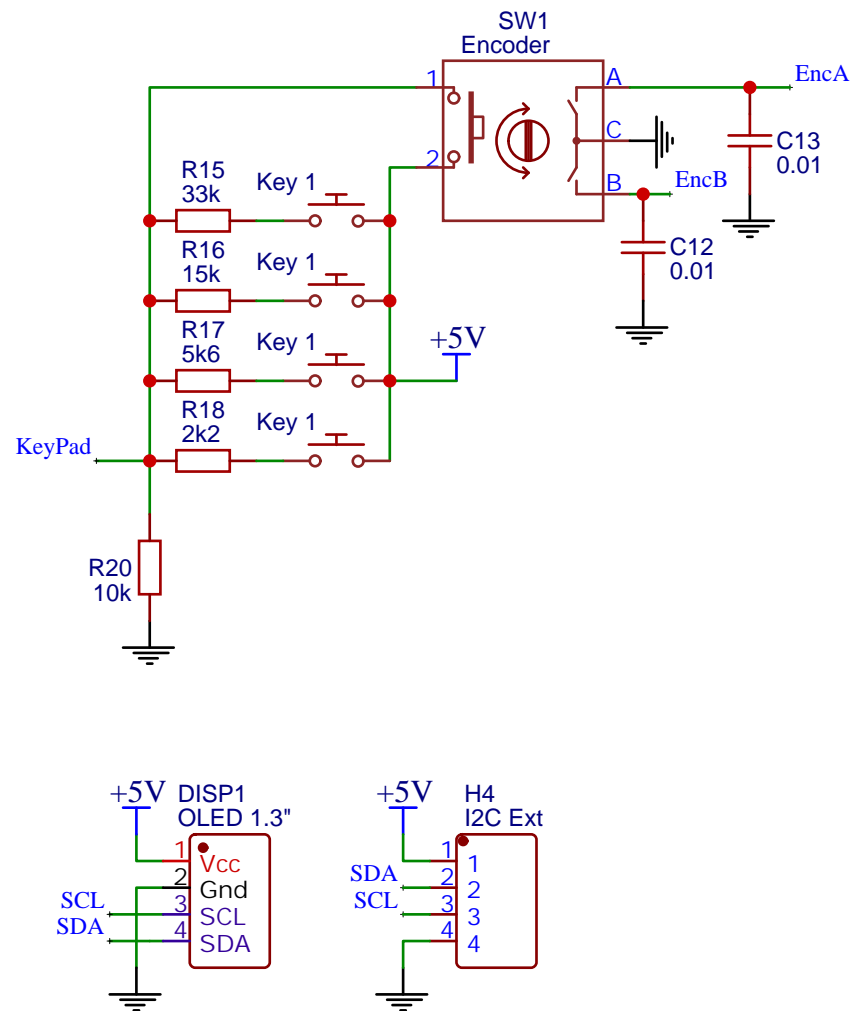 SW1
Encoder
1
2
A
C
B
EncA
EncB
C13
0.01
C12
0.01
R15
33k
Key 1
R16
15k
Key 1
R17
5k6
Key 1
R18
2k2
Key 1
+5V
KeyPad
R20
10k
+5V
DISP1
OLED 1.3"
1
Vcc
2
Gnd
SCL
3
SCL
SDA
4
SDA
+5V
H4
I2C Ext
1
1
SDA
2
2
SCL
3
3
4
4